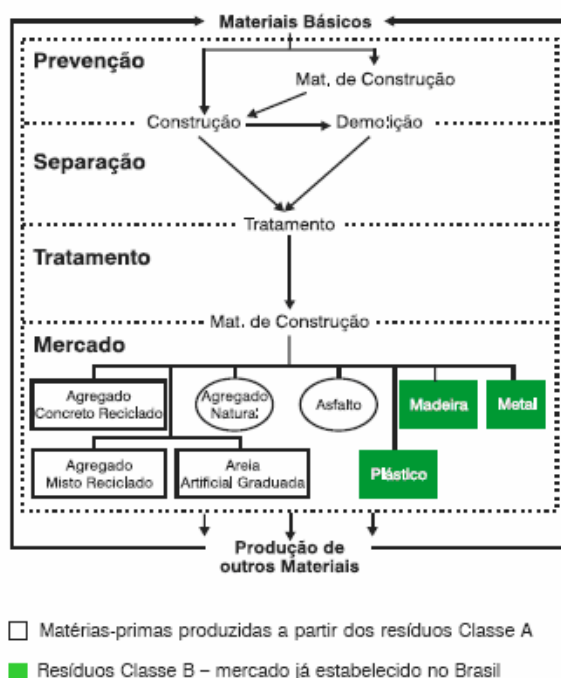 Materiais Básicos
Prevenção
Mat. de Construção
Construção
Demolição
Separação
Tratamento
Tratamento
Mat. de Construção
Mercado
Agregado
Concreto Reciclado
Agregado
Natural
Asfalto
Madeira
Metal
Agregado
Misto Reciclado
Areia
Artificial Graduada
Plástico
Produção de
outros Materiais
Matérias-primas produzidas a partir dos resíduos Classe A
Resíduos Classe B – mercado já estabelecido no Brasil